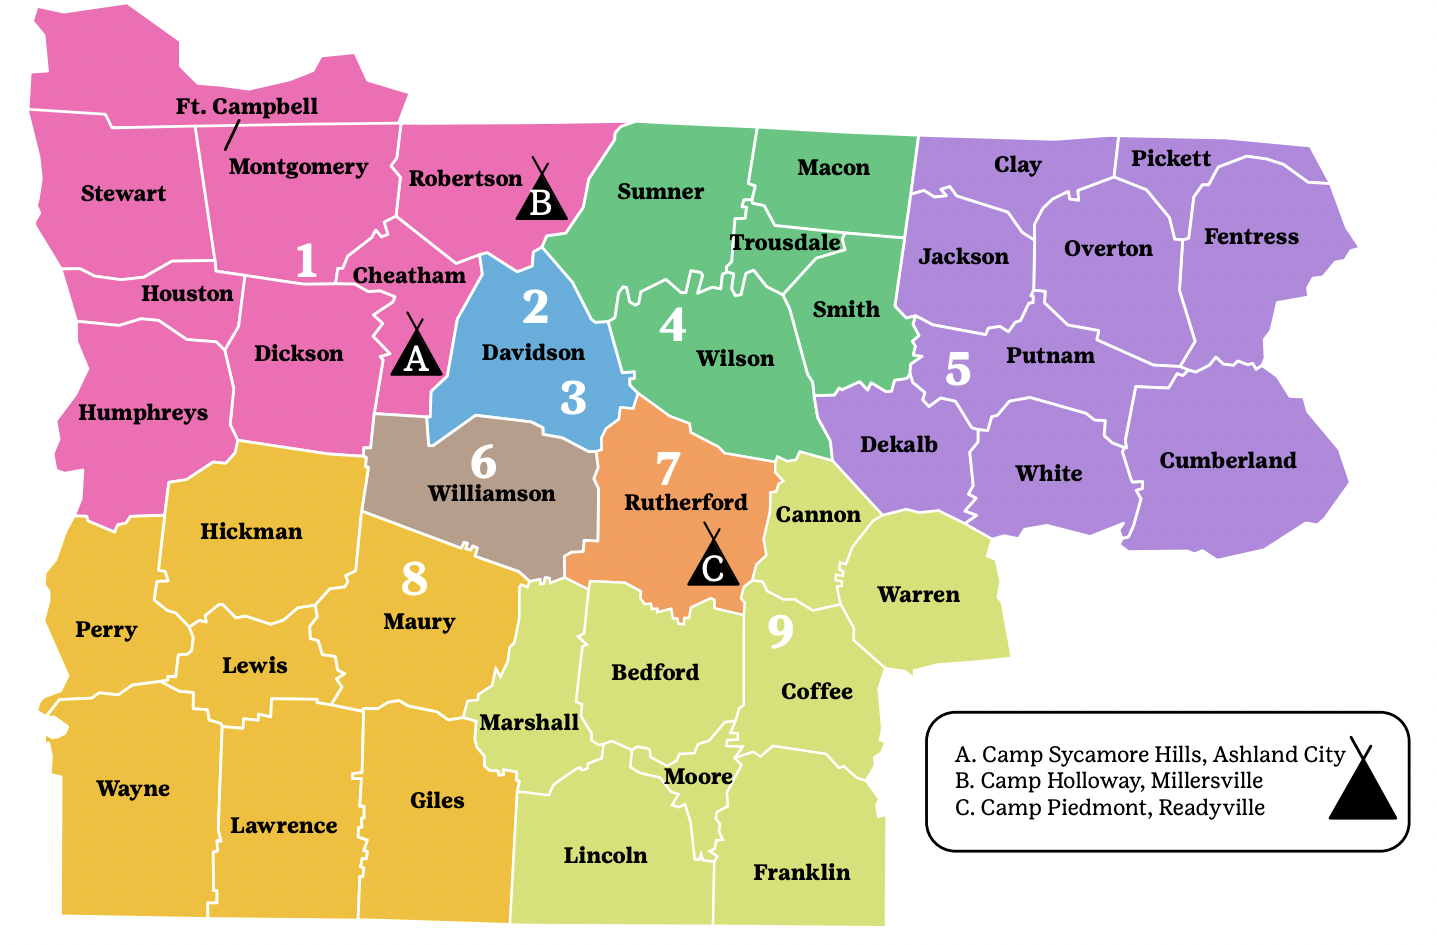 Ft. Campbell
Montgomery
Stewart
Robertson
B
Sumner
Macon
Clay
Pickett
Trousdale
Jackson
Overton
Fentress
1
Cheatham
Houston
2
Davidson
3
4
Wilson
Smith
5
Putnam
Dickson
A
Humphreys
6
Williamson
7
Rutherford
C
Dekalb
White
Cumberland
Cannon
Hickman
8
Maury
Warren
Perry
Lewis
9
Bedford
Coffee
Marshall
Moore
Wayne
Lawrence
Giles
Lincoln
Franklin
A. Camp Sycamore Hills, Ashland City
B. Camp Holloway, Millersville
C. Camp Piedmont, Readyville